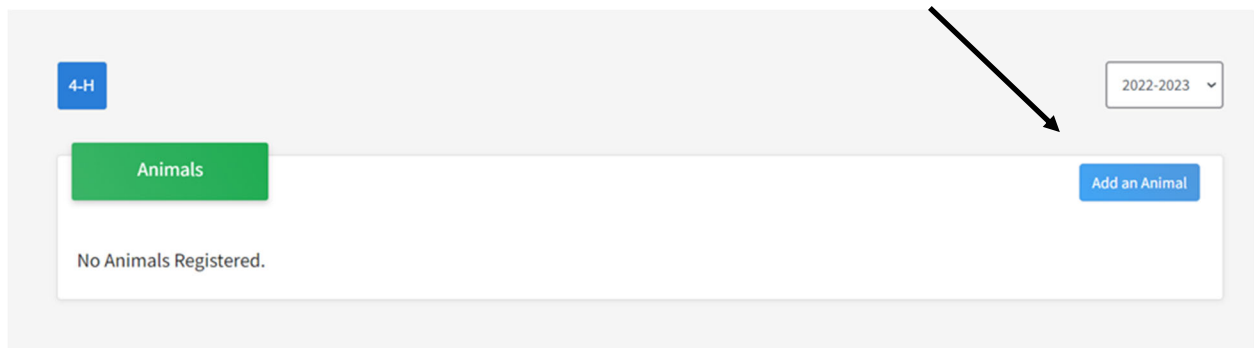 4-H
2022-2023
Animals
Add an Animal
No Animals Registered.